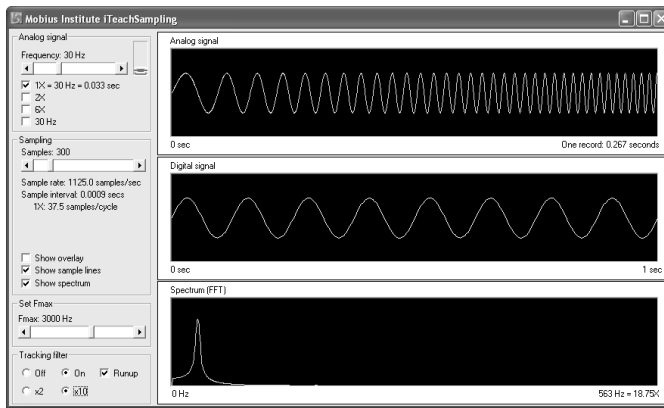 Mobius Institute iTeachSampling
Analog signal
Frequency: 30 Hz
1X = 30 Hz = 0.033 sec
2X
6X
30 Hz
Sampling
Samples: 300
Sample rate: 1125.0 samples/sec
Sample interval: 0.0009 secs
1X: 37.5 samples/cycle
Show overlay
Show sample lines
Show spectrum
Set Fmax
Fmax: 3000 Hz
Tracking filter
Off On Runup
x2 x10
Analog signal
0 sec One record: 0.267 seconds
Digital signal
0 sec 1 sec
Spectrum (FFT)
0 Hz 563 Hz = 18.75X